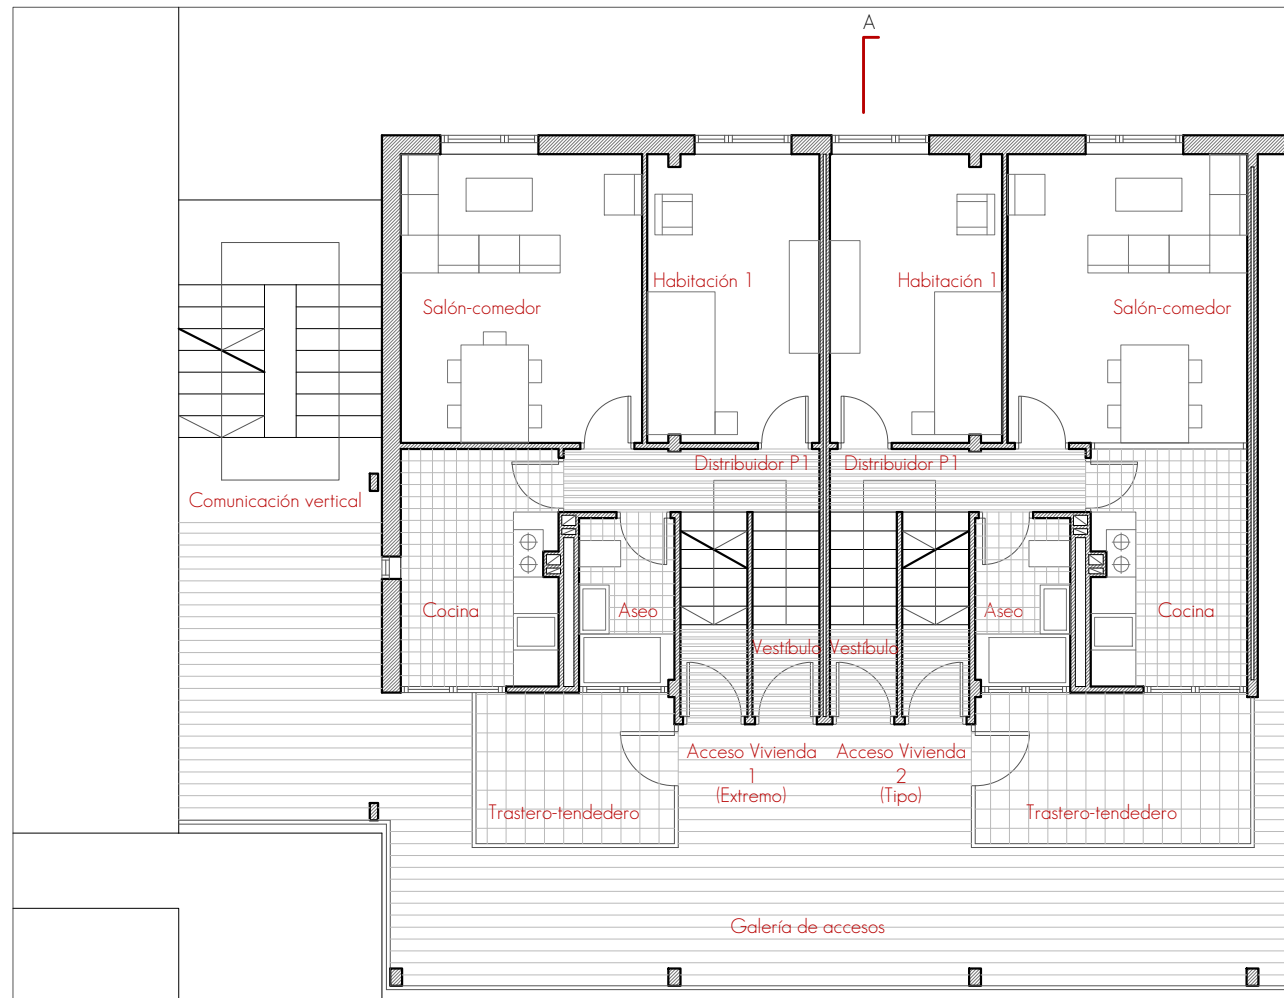 A
Habitación 1
Habitación 1
Salón-comedor
Salón-comedor
Distribuidor P1
Distribuidor P1
Comunicación vertical
Cocina
Aseo
Aseo
Cocina
Vestíbulo
Vestíbulo
Acceso Vivienda
1
(Extremo)
Acceso Vivienda
2
(Tipo)
Trastero-tendedero
Trastero-tendedero
Galería de accesos